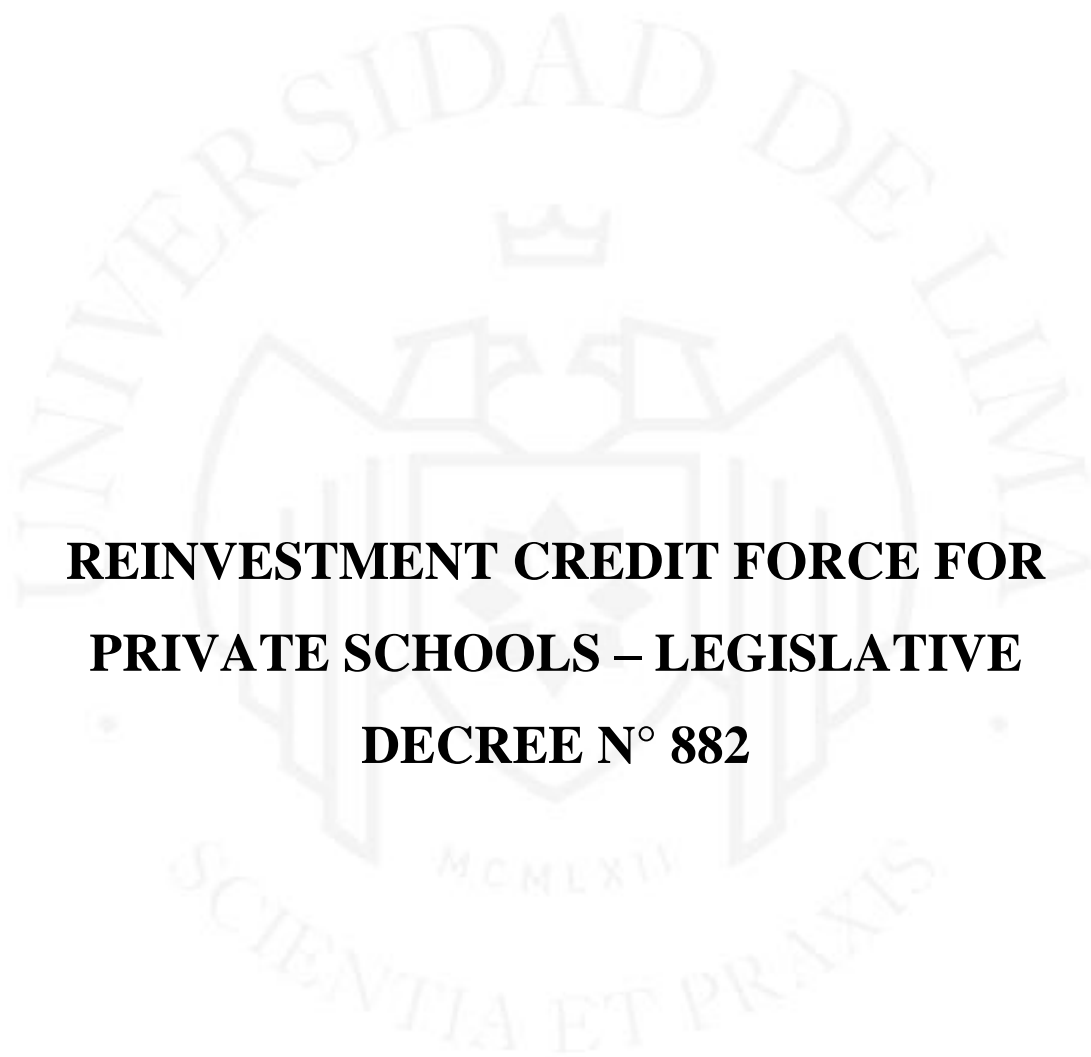 UNIVERSIDAD DE LIMA
REINVESTMENT CREDIT FORCE FOR
PRIVATE SCHOOLS – LEGISLATIVE
DECREE N° 882
MCMLXII
SCIENTIA ET PRAXIS